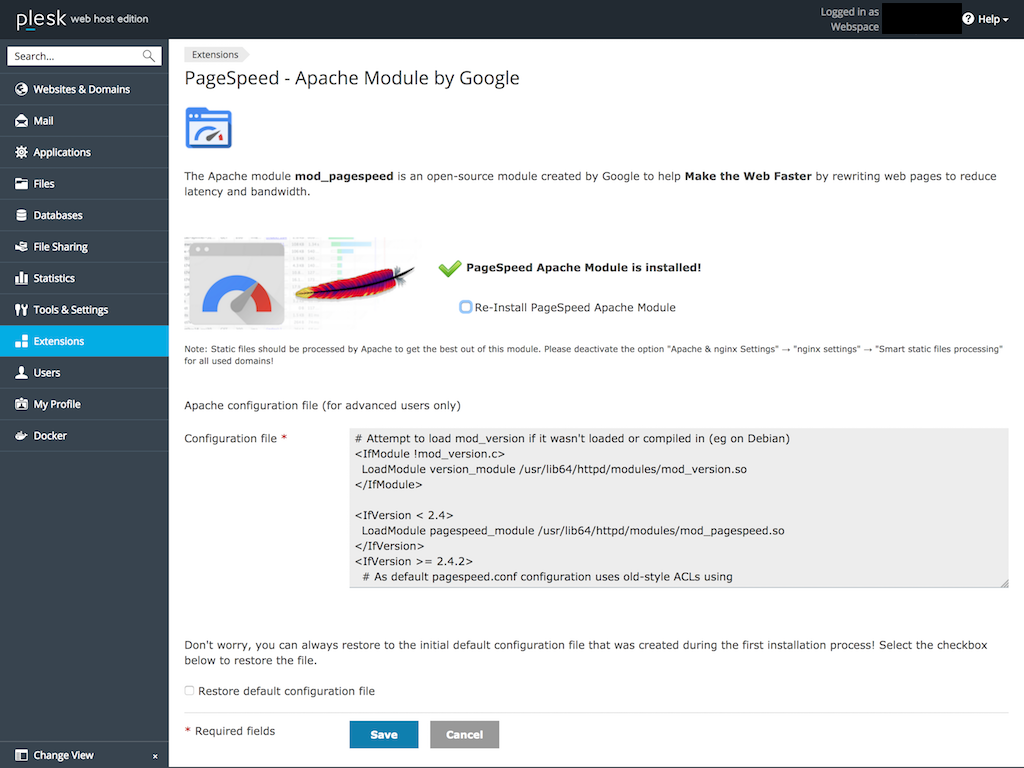 plesk web host edition
Logged in as
Webspace
Help
Search...
Websites & Domains
Mail
Applications
Files
Databases
File Sharing
Statistics
Tools & Settings
Extensions
Users
My Profile
Docker
Change View
×
Extensions
PageSpeed - Apache Module by Google
The Apache module mod_pagespeed is an open-source module created by Google to help Make the Web Faster by rewriting web pages to reduce
latency and bandwidth.
PageSpeed Apache Module is installed!
Re-Install PageSpeed Apache Module
Note: Static files should be processed by Apache to get the best out of this module. Please deactivate the option "Apache & nginx Settings" → "nginx settings" → "Smart static files processing"
for all used domains!
Apache configuration file (for advanced users only)
Configuration file *
# Attempt to load mod_version if it wasn't loaded or compiled in (eg on Debian)
<IfModule !mod_version.c>
LoadModule version_module /usr/lib64/httpd/modules/mod_version.so
</IfModule>
<IfVersion < 2.4>
LoadModule pagespeed_module /usr/lib64/httpd/modules/mod_pagespeed.so
</IfVersion>
<IfVersion >= 2.4.2>
# As default pagespeed.conf configuration uses old-style ACLs using
Don't worry, you can always restore to the initial default configuration file that was created during the first installation process! Select the checkbox
below to restore the file.
Restore default configuration file
* Required fields
Save
Cancel